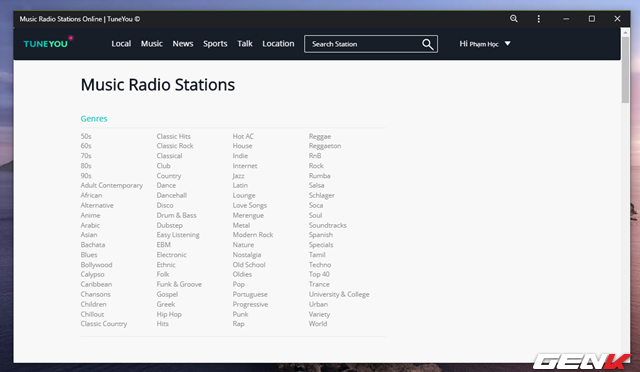 Music Radio Stations Online | TuneYou ©
TUNEYOU Local Music News Sports Talk Location Search Station Hi Phạm Học
Music Radio Stations
Genres
50s Classic Hits Hot AC Reggae
60s Classic Rock House Reggaeton
70s Classical Indie RnB
80s Club Internet Rock
90s Country Jazz Rumba
Adult Contemporary Dance Latin Salsa
African Dancehall Lounge Schlager
Alternative Disco Love Songs Soca
Anime Drum & Bass Merengue Soul
Arabic Dubstep Metal Soundtracks
Asian Easy Listening Modern Rock Spanish
Bachata EBM Nature Specials
Blues Electronic Nostalgia Tamil
Bollywood Ethnic Old School Techno
Calypso Folk Oldies Top 40
Caribbean Funk & Groove Pop Trance
Chansons Gospel Portuguese University & College
Children Greek Progressive Urban
Chillout Hip Hop Punk Variety
Classic Country Hits Rap World
GENK